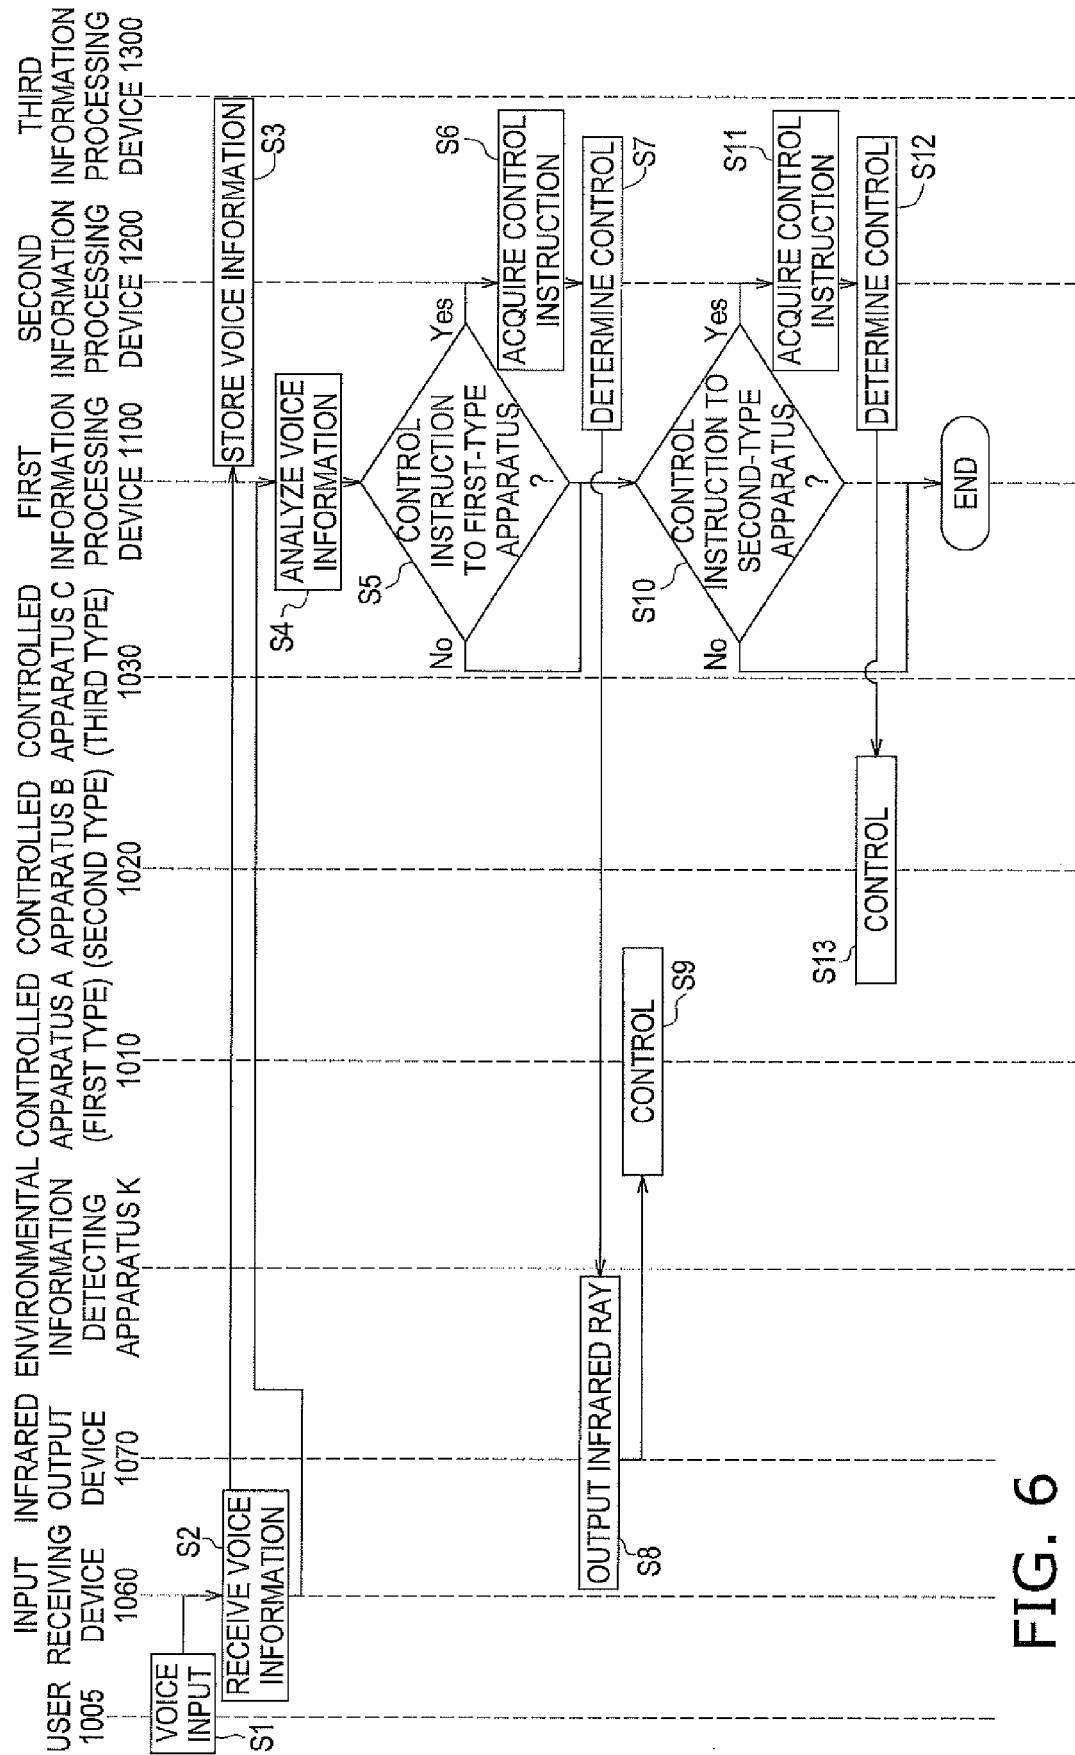 USER
1005
INPUT
RECEIVING
DEVICE
1060
INFRARED
OUTPUT
DEVICE
1070
ENVIRONMENTAL
INFORMATION
DETECTING
APPARATUS K
CONTROLLED
APPARATUS A
(FIRST TYPE)
1010
CONTROLLED
APPARATUS B
(SECOND TYPE)
1020
CONTROLLED
APPARATUS C
(THIRD TYPE)
1030
FIRST
INFORMATION
PROCESSING
DEVICE 1100
SECOND
INFORMATION
PROCESSING
DEVICE 1200
THIRD
INFORMATION
PROCESSING
DEVICE 1300
VOICE
INPUT
S1
S2
RECEIVE VOICE
INFORMATION
STORE VOICE INFORMATION
S3
S4
ANALYZE VOICE
INFORMATION
S5
CONTROL
INSTRUCTION
TO FIRST-TYPE
APPARATUS
?
No
Yes
S6
ACQUIRE CONTROL
INSTRUCTION
DETERMINE CONTROL
S7
OUTPUT INFRARED RAY
S8
CONTROL
S9
S10
CONTROL
INSTRUCTION TO
SECOND-TYPE
APPARATUS
?
No
Yes
S11
ACQUIRE CONTROL
INSTRUCTION
DETERMINE CONTROL
S12
S13
CONTROL
END
FIG. 6